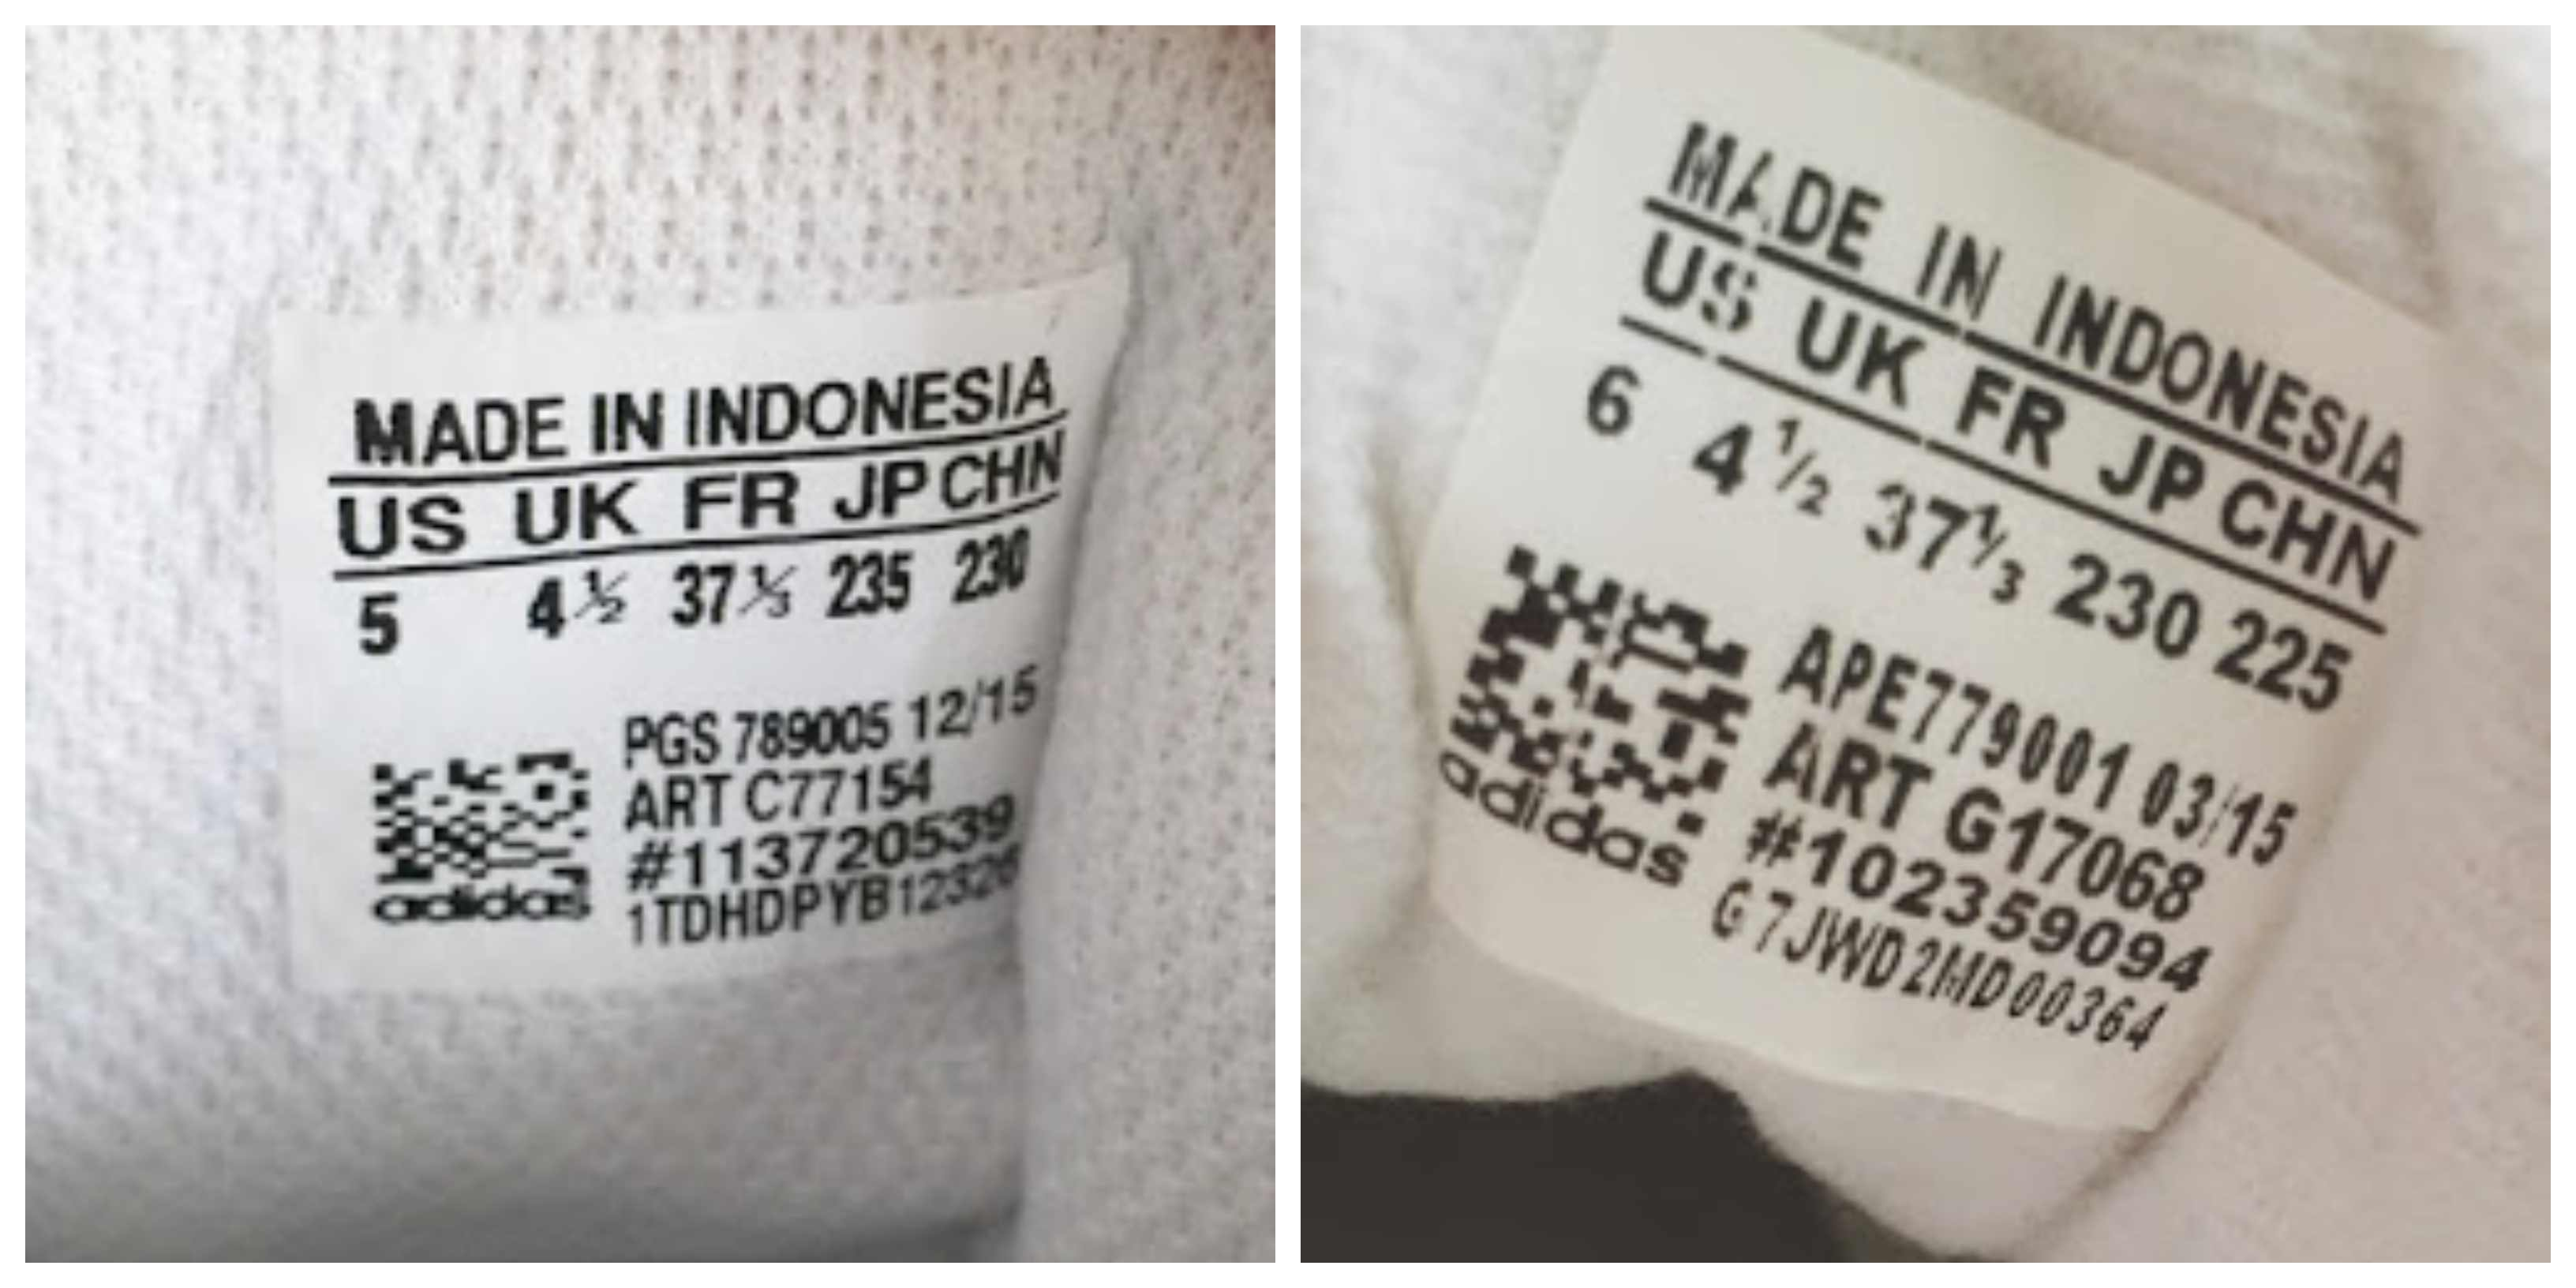 MADE IN INDONESIA
US UK FR JP CHN
5 4½ 37⅓ 235 230
PGS 789005 12/15
ART C77154
#113720539
1TDHDPYB12326
adidas
MADE IN INDONESIA
US UK FR JP CHN
6 4½ 37⅓ 230 225
APE779001 03/15
ART G17068
#102359094
G7JWD2MD00364
adidas